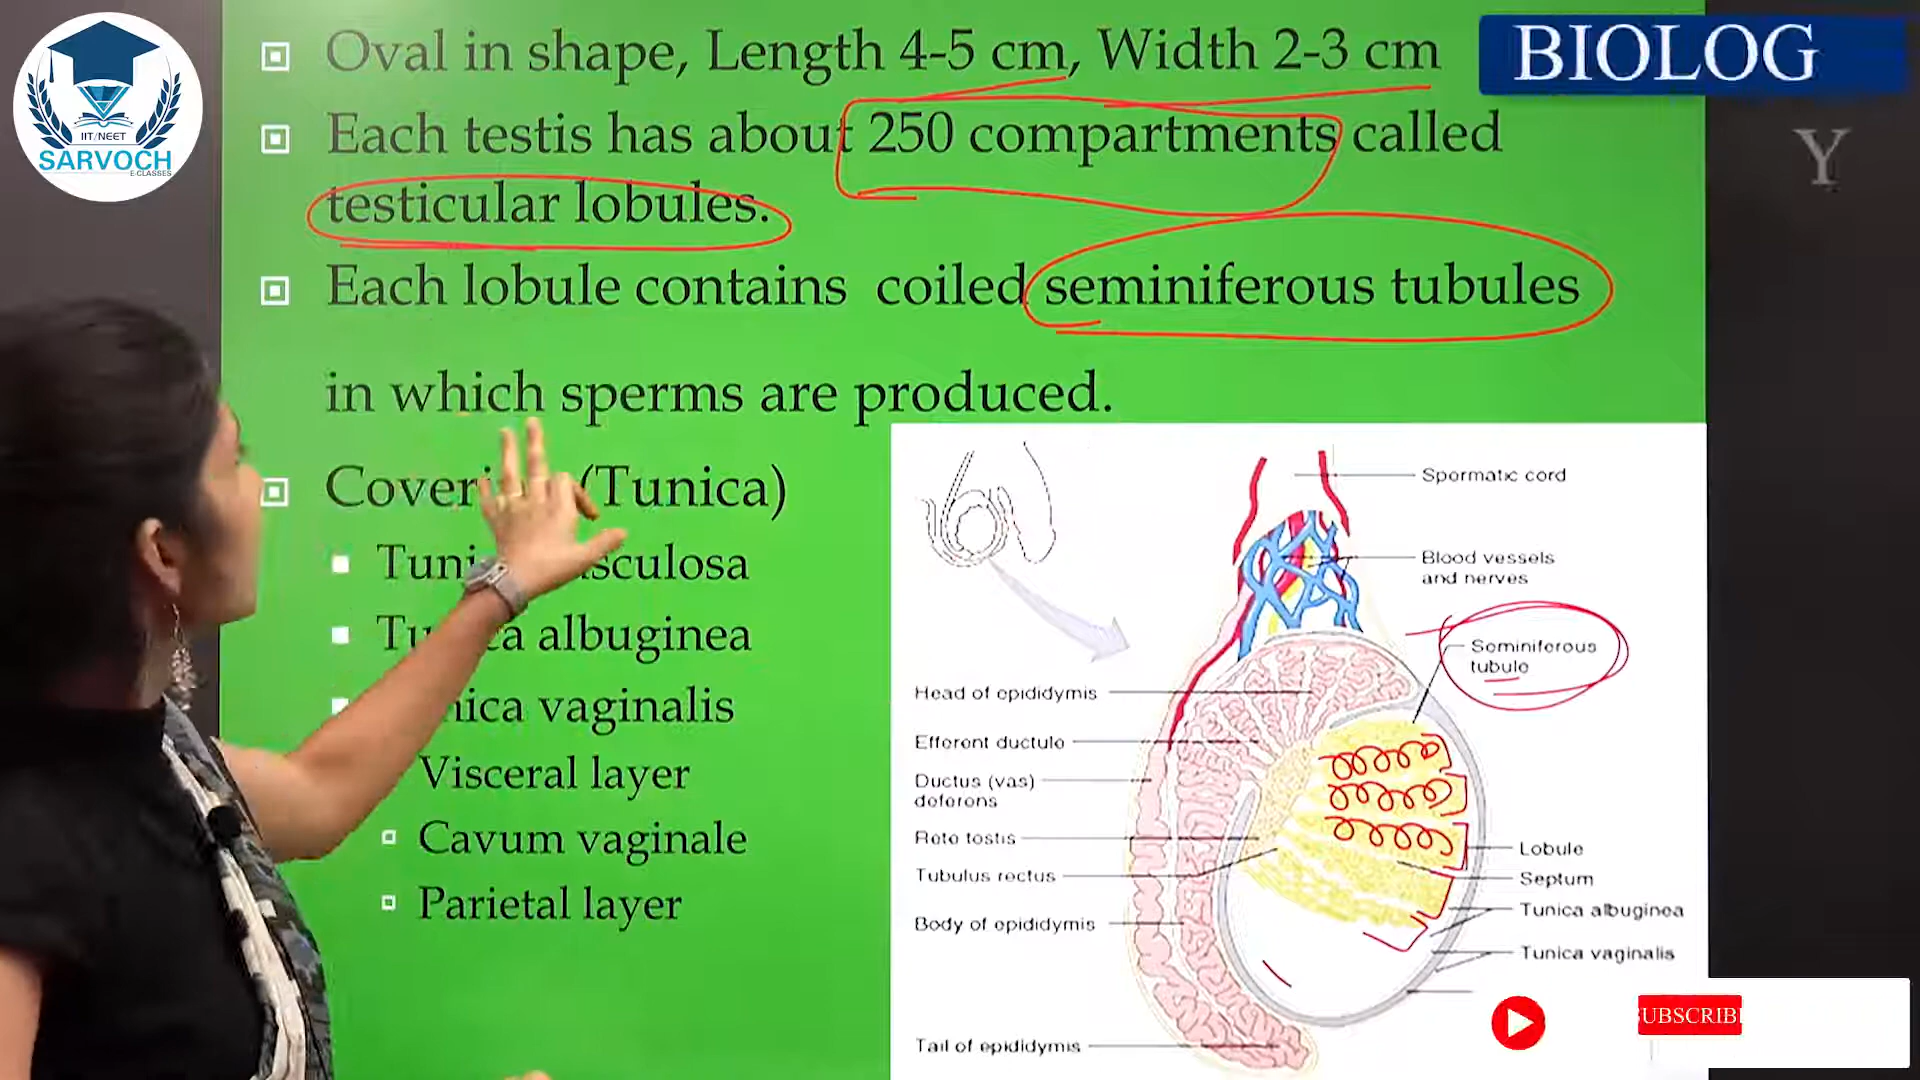 IIT/NEET
SARVOCH
E-CLASSES
BIOLOG
Y
Oval in shape, Length 4-5 cm, Width 2-3 cm
Each testis has about 250 compartments called
testicular lobules.
Each lobule contains coiled seminiferous tubules
in which sperms are produced.
(Tunica)
albuginea
vaginalis
Visceral layer
Cavum vaginale
Parietal layer
Spermatic cord
Blood vessels
and nerves
Seminiferous
tubule
Head of epididymis
Efferent ductule
Ductus (vas)
deferens
Rete testis
Tubulus rectus
Body of epididymis
Tail of epididymis
Lobule
Septum
Tunica albuginea
Tunica vaginalis
SUBSCRIBE